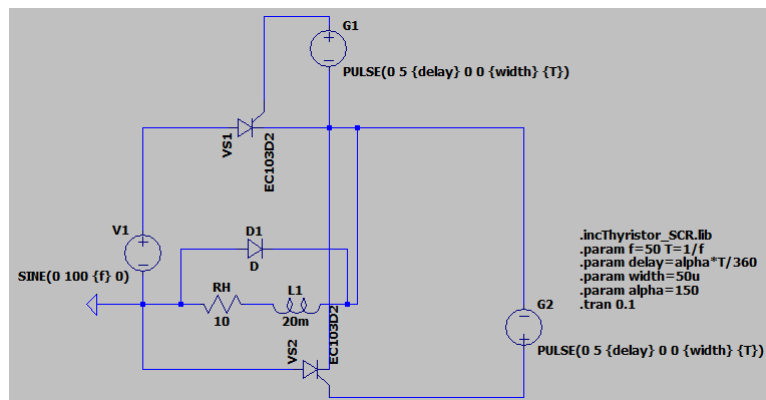 G1
PULSE(0 5 {delay} 0 0 {width} {T})
VS1
EC103D2
V1
SINE(0 100 {f} 0)
D1
D
RH
10
L1
20m
VS2
EC103D2
.incThyristor_SCR.lib
.param f=50 T=1/f
.param delay=alpha*T/360
.param width=50u
.param alpha=150
.tran 0.1
G2
PULSE(0 5 {delay} 0 0 {width} {T})